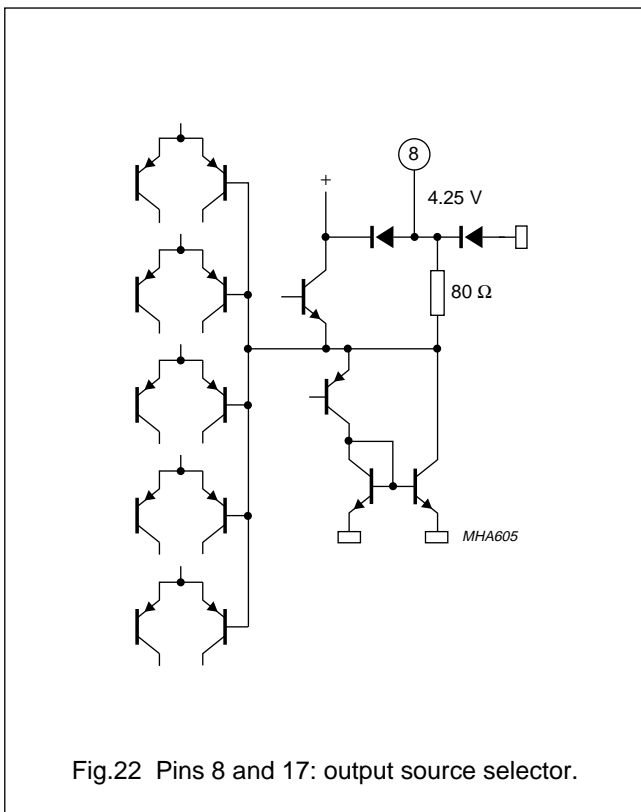 8
+
4.25 V
80 Ω
MHA605
Fig.22 Pins 8 and 17: output source selector.